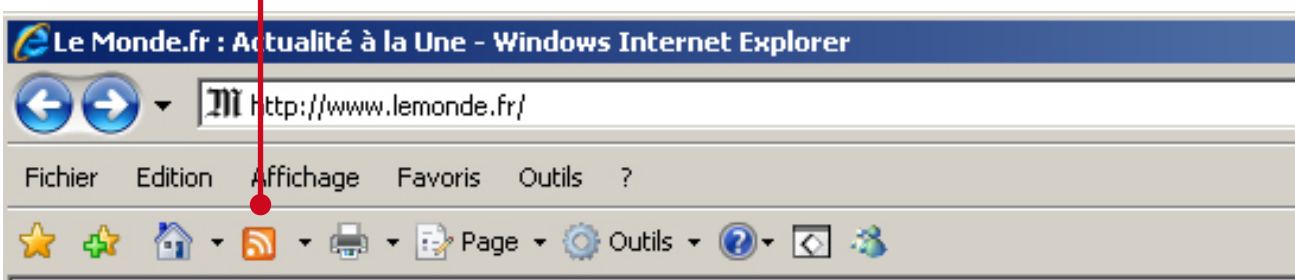 Le Monde.fr : Actualité à la Une - Windows Internet Explorer
http://www.lemonde.fr/
Fichier Edition Affichage Favoris Outils ?
Page Outils